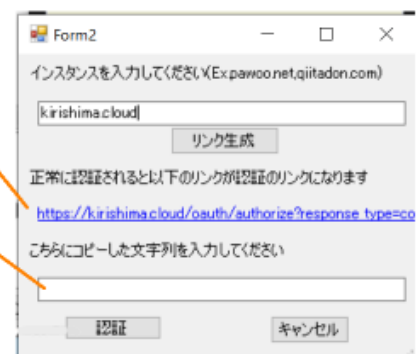 Form2
インスタンスを入力してください(Ex.pawoo.net,qiitadon.com)
kirishima.cloud
リンク生成
正常に認証されると以下のリンクが認証のリンクになります
https://kirishima.cloud/oauth/authorize?response_type=co
こちらにコピーした文字列を入力してください
認証 キャンセル